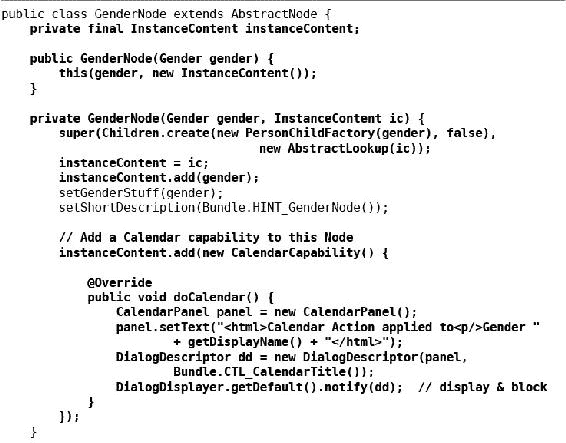 public class GenderNode extends AbstractNode {
    private final InstanceContent instanceContent;

    public GenderNode(Gender gender) {
        this(gender, new InstanceContent());
    }

    private GenderNode(Gender gender, InstanceContent ic) {
        super(Children.create(new PersonChildFactory(gender), false),
                                    new AbstractLookup(ic));
        instanceContent = ic;
        instanceContent.add(gender);
        setGenderStuff(gender);
        setShortDescription(Bundle.HINT_GenderNode());

        // Add a Calendar capability to this Node
        instanceContent.add(new CalendarCapability() {

            @Override
            public void doCalendar() {
                CalendarPanel panel = new CalendarPanel();
                panel.setText("<html>Calendar Action applied to<p/>Gender "
                        + getDisplayName() + "</html>");
                DialogDescriptor dd = new DialogDescriptor(panel,
                        Bundle.CTL_CalendarTitle());
                DialogDisplayer.getDefault().notify(dd);  // display & block
            }
        });
    }